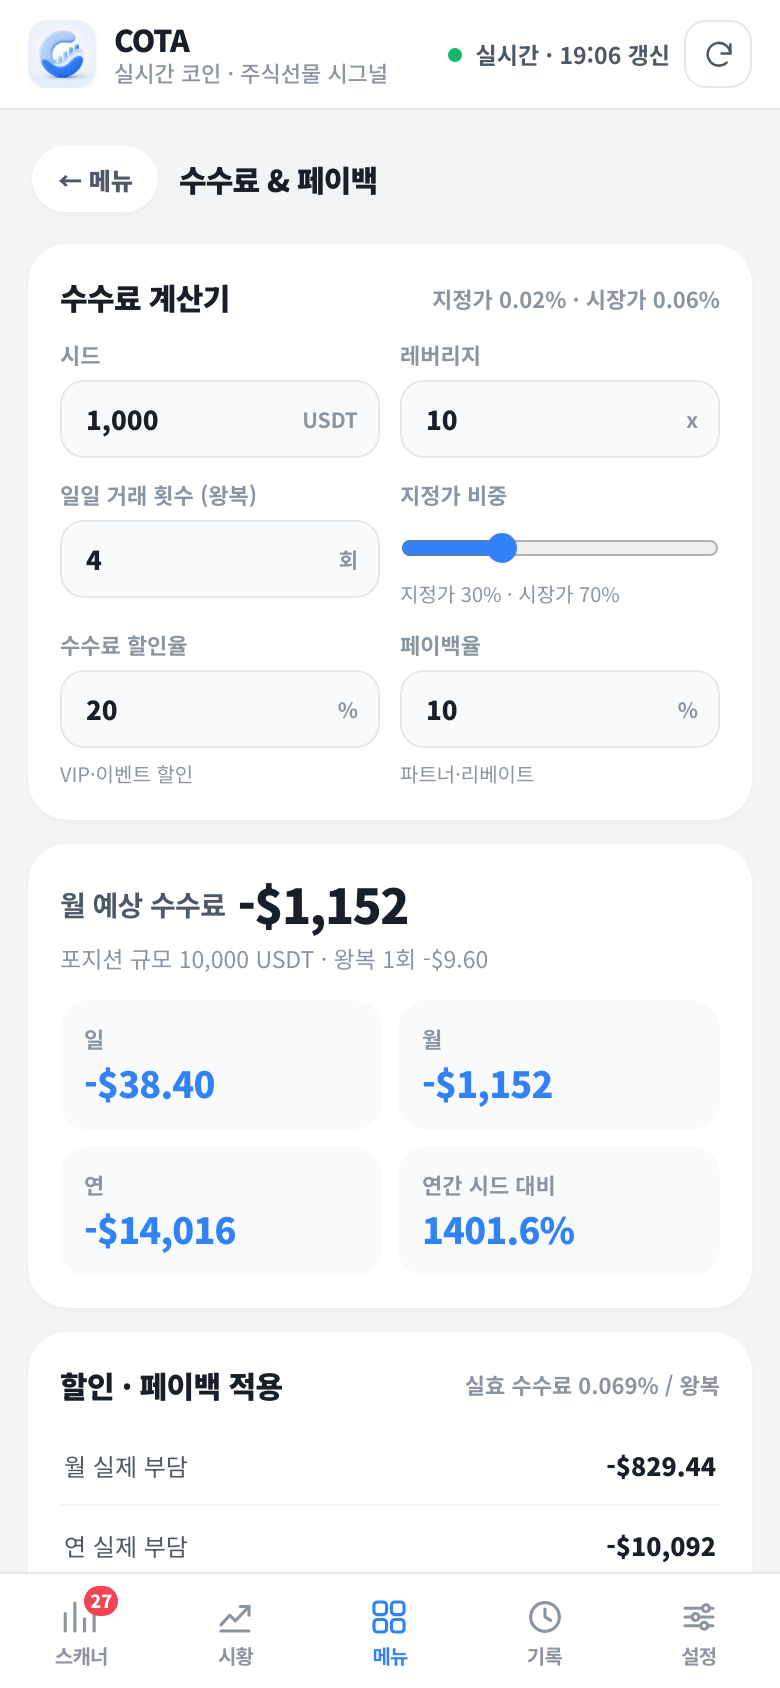 COTA
실시간 코인 · 주식선물 시그널
실시간 · 19:06 갱신
← 메뉴
수수료 & 페이백
수수료 계산기
지정가 0.02% · 시장가 0.06%
시드
레버리지
1,000 USDT
10 x
일일 거래 횟수 (왕복)
지정가 비중
4 회
지정가 30% · 시장가 70%
수수료 할인율
페이백율
20 %
10 %
VIP·이벤트 할인
파트너·리베이트
월 예상 수수료 -$1,152
포지션 규모 10,000 USDT · 왕복 1회 -$9.60
일
-$38.40
월
-$1,152
연
-$14,016
연간 시드 대비
1401.6%
할인 · 페이백 적용
실효 수수료 0.069% / 왕복
월 실제 부담 -$829.44
연 실제 부담 -$10,092
27
스캐너
시황
메뉴
기록
설정